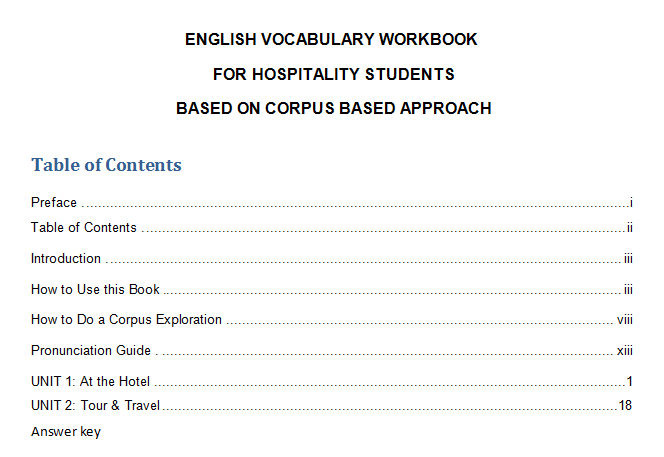 ENGLISH VOCABULARY WORKBOOK
FOR HOSPITALITY STUDENTS
BASED ON CORPUS BASED APPROACH
Table of Contents
Preface ........ i
Table of Contents ........ ii
Introduction ........ iii
How to Use this Book ........ iii
How to Do a Corpus Exploration ........ viii
Pronunciation Guide ........ xiii
UNIT 1: At the Hotel ........ 1
UNIT 2: Tour & Travel ........ 18
Answer key